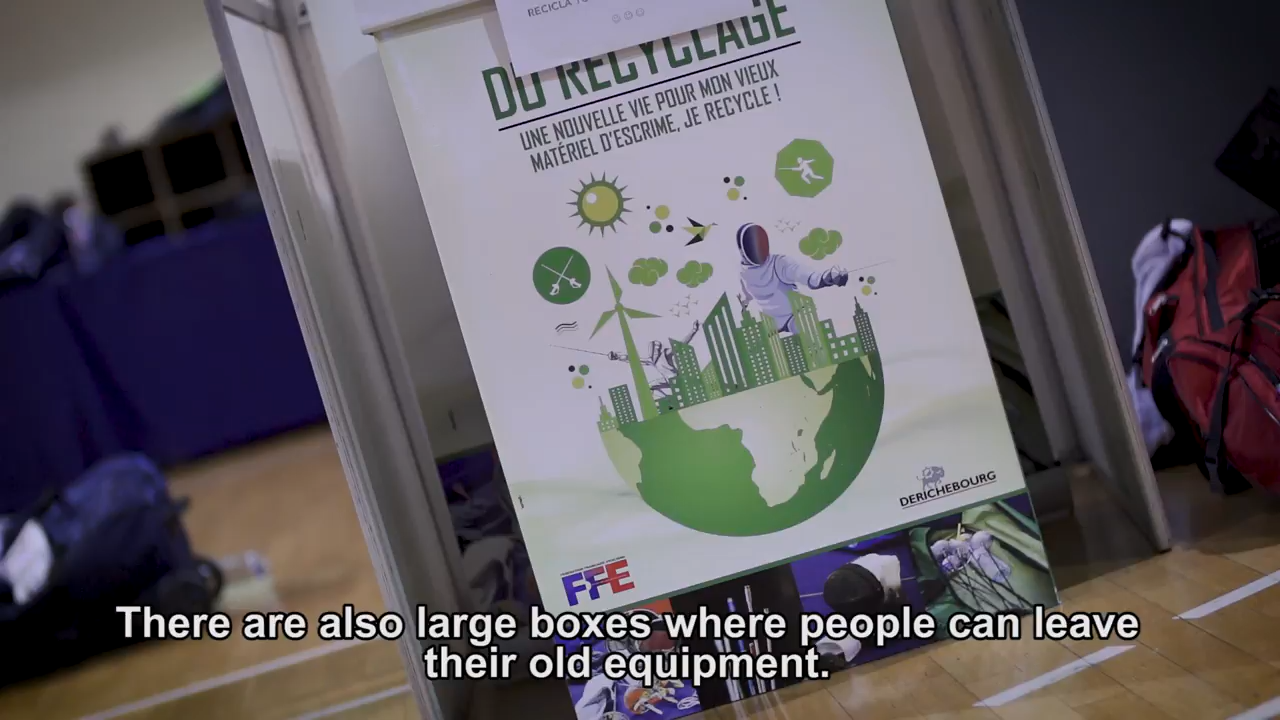 RECICLA
DU RECYCLAGE
UNE NOUVELLE VIE POUR MON VIEUX
MATÉRIEL D'ESCRIME, JE RECYCLE !
DERICHEBOURG
FFE
There are also large boxes where people can leave
their old equipment.